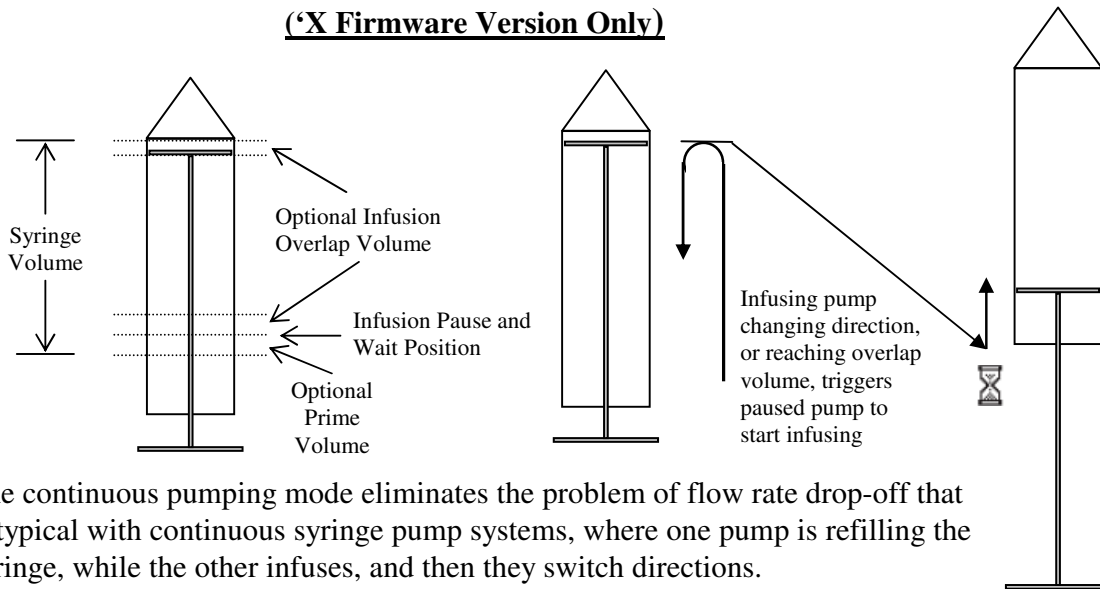 (‘X Firmware Version Only)
Syringe
Volume
Optional Infusion
Overlap Volume
Infusion Pause and
Wait Position
Optional
Prime
Volume
Infusing pump
changing direction,
or reaching overlap
volume, triggers
paused pump to
start infusing
e continuous pumping mode eliminates the problem of flow rate drop-off that
typical with continuous syringe pump systems, where one pump is refilling the
ringe, while the other infuses, and then they switch directions.